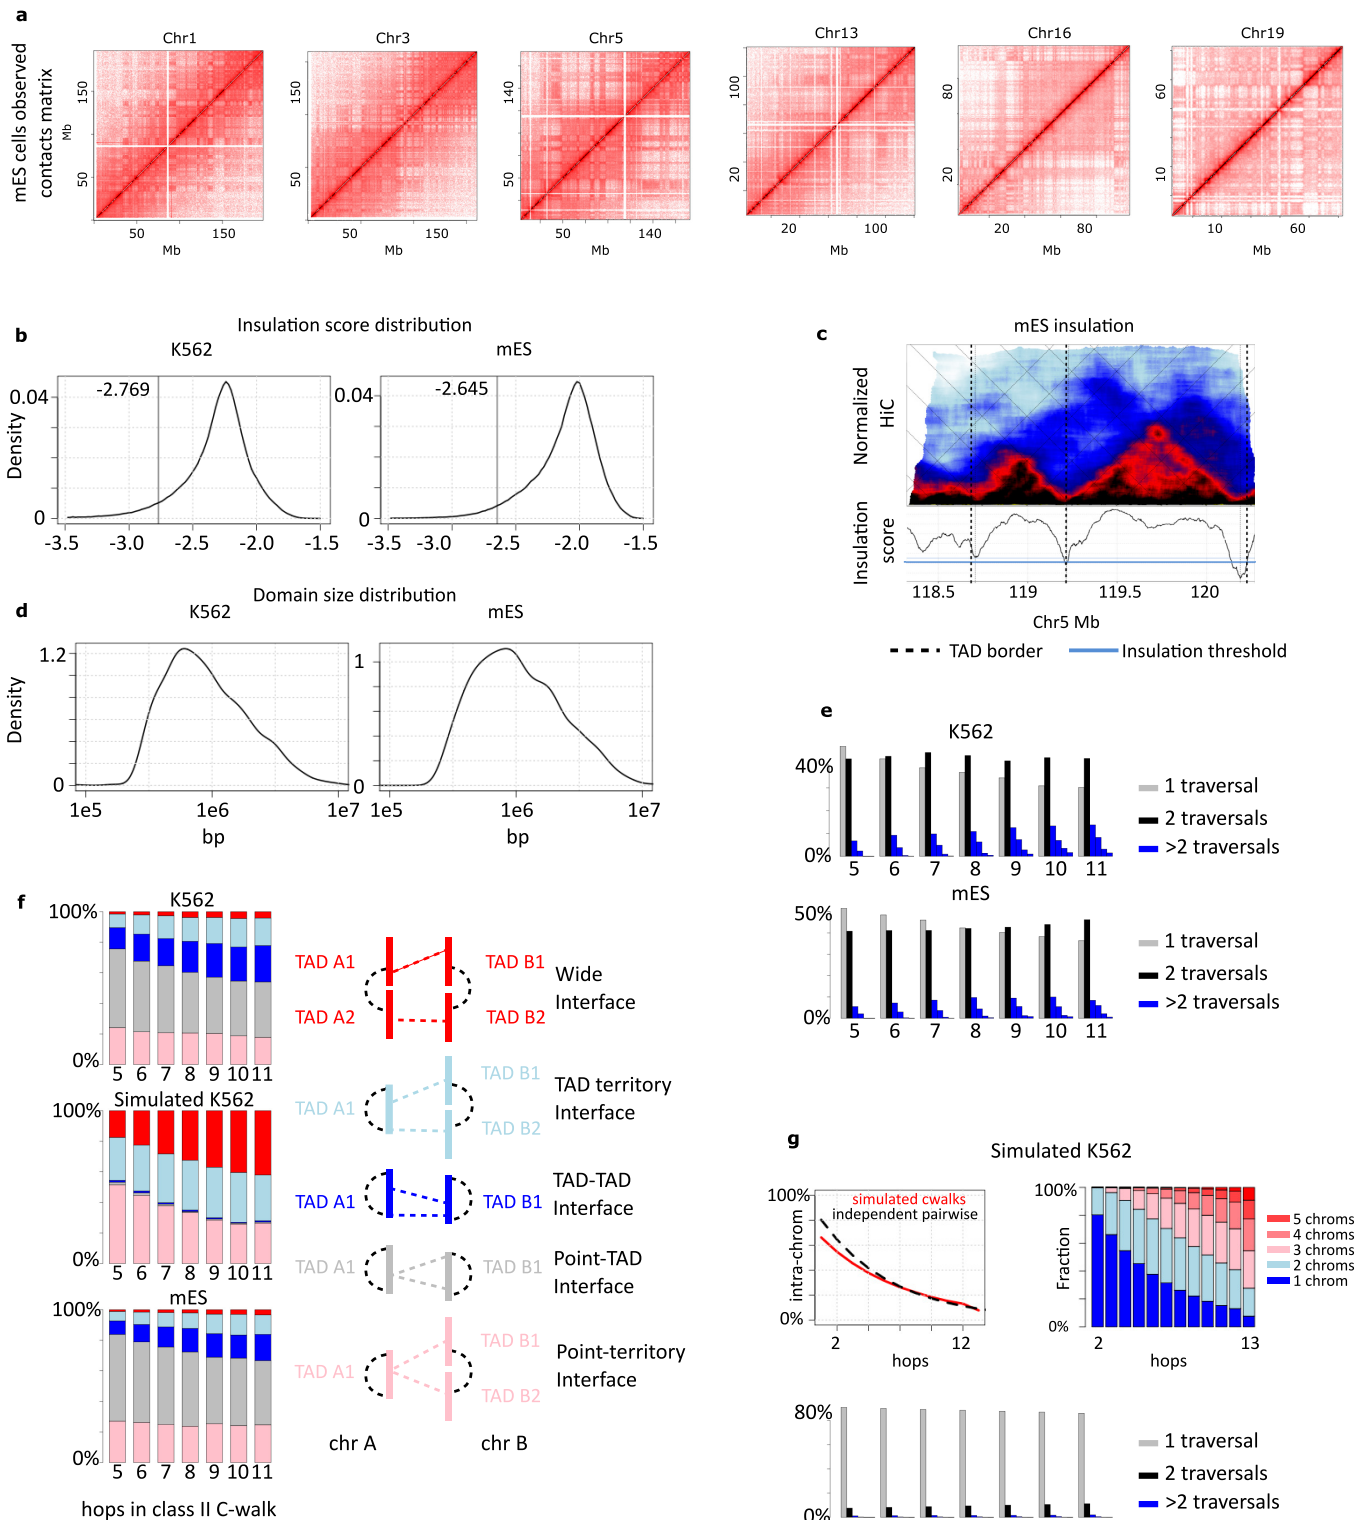 a
mES cells observed
contacts matrix
Chr1
Chr3
Chr5
Chr13
Chr16
Chr19
150
50
Mb
50 150
Mb
150
50
50 150
Mb
140
50
50 140
Mb
100
20
20 100
Mb
80
20
20 80
Mb
60
10
10 60
Mb
b
Insulation score distribution
K562
mES
Density
0.04
0
-2.769
-3.5 -3.0 -2.5 -2.0 -1.5
0.04
0
-2.645
-3.5 -3.0 -2.5 -2.0 -1.5
c
mES insulation
Normalized
HiC
Insulation
score
118.5 119 119.5 120
Chr5 Mb
TAD border
Insulation threshold
d
Domain size distribution
K562
mES
Density
1.2
0
1e5 1e6 1e7
bp
1
0
1e5 1e6 1e7
bp
e
K562
40%
0%
5 6 7 8 9 10 11
1 traversal
2 traversals
>2 traversals
mES
50%
0%
5 6 7 8 9 10 11
1 traversal
2 traversals
>2 traversals
f
K562
100%
0%
5 6 7 8 9 10 11
Simulated K562
100%
0%
5 6 7 8 9 10 11
mES
100%
0%
5 6 7 8 9 10 11
hops in class II C-walk
TAD A1
TAD B1
TAD A2
TAD B2
Wide
Interface
TAD A1
TAD B1
TAD B2
TAD territory
Interface
TAD A1
TAD B1
TAD-TAD
Interface
TAD A1
TAD B1
Point-TAD
Interface
TAD A1
TAD B1
TAD B2
Point-territory
Interface
chr A
chr B
g
Simulated K562
intra-chrom
100%
0%
simulated cwalks
independent pairwise
2 12
hops
Fraction
100%
0%
2 13
hops
5 chroms
4 chroms
3 chroms
2 chroms
1 chrom
80%
0%
1 traversal
2 traversals
>2 traversals